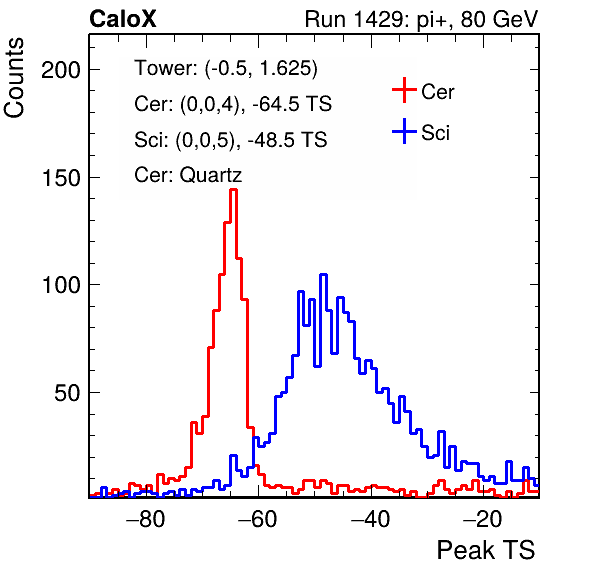 CaloX Run 1429: pi+, 80 GeV
Counts
Tower: (-0.5, 1.625)
Cer: (0,0,4), -64.5 TS
Sci: (0,0,5), -48.5 TS
Cer: Quartz
Cer
Sci
200
150
100
50
−80 −60 −40 −20
Peak TS